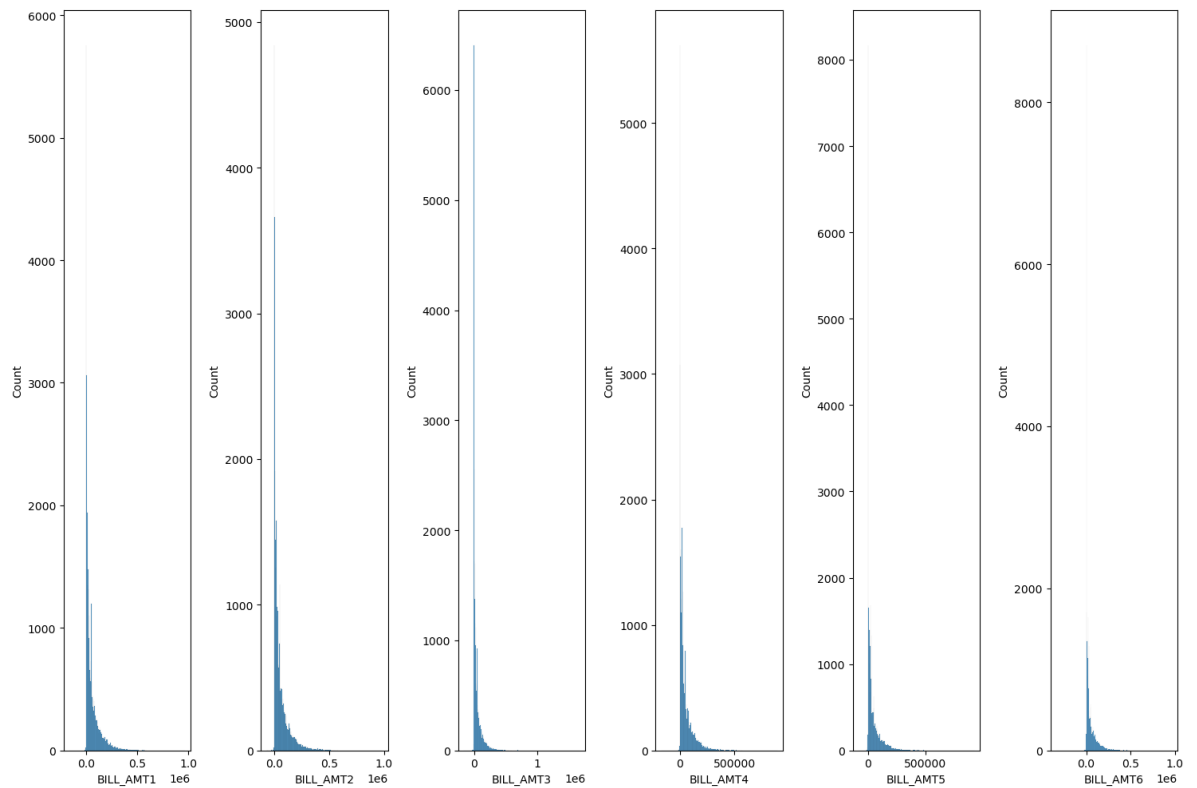 6000
5000
4000
3000
2000
1000
0
Count
0.0 0.5 1.0
BILL_AMT1 1e6
5000
4000
3000
2000
1000
0
Count
0.0 0.5 1.0
BILL_AMT2 1e6
6000
5000
4000
3000
2000
1000
0
Count
0 1
BILL_AMT3 1e6
5000
4000
3000
2000
1000
0
Count
0 500000
BILL_AMT4
8000
7000
6000
5000
4000
3000
2000
1000
0
Count
0 500000
BILL_AMT5
8000
6000
4000
2000
0
Count
0.0 0.5 1.0
BILL_AMT6 1e6